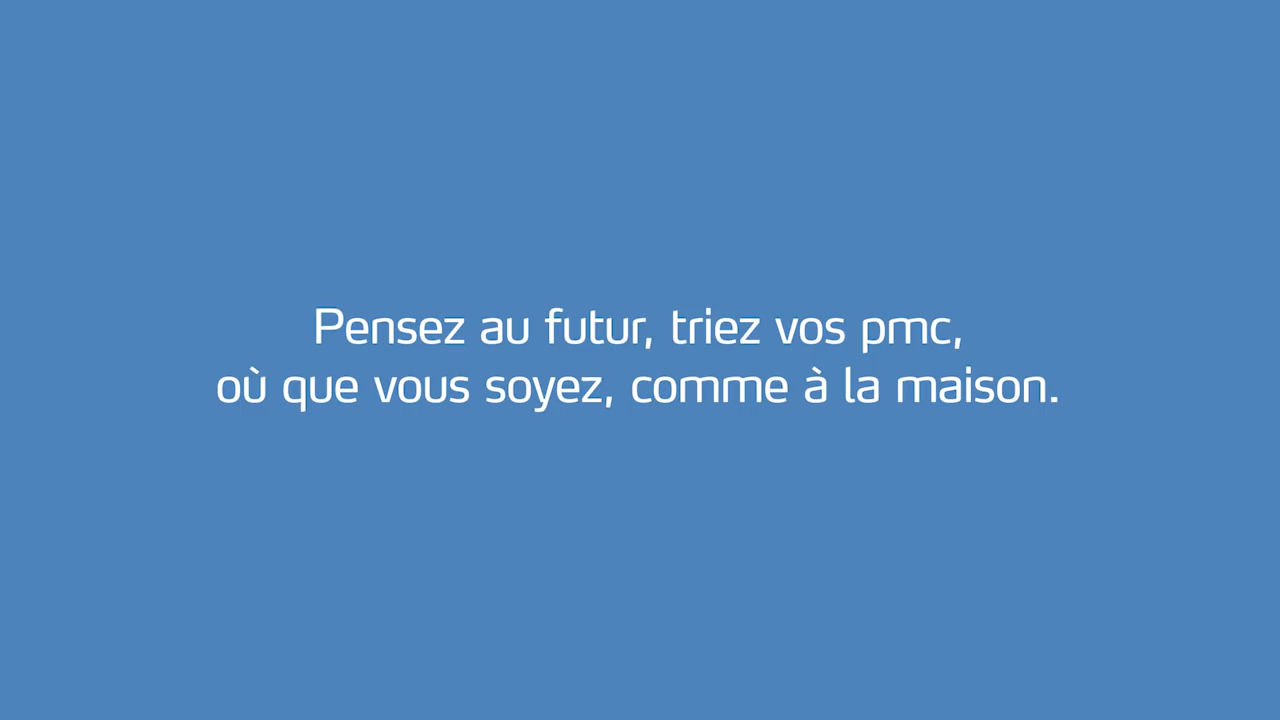 Pensez au futur, triez vos pmc,
où que vous soyez, comme à la maison.